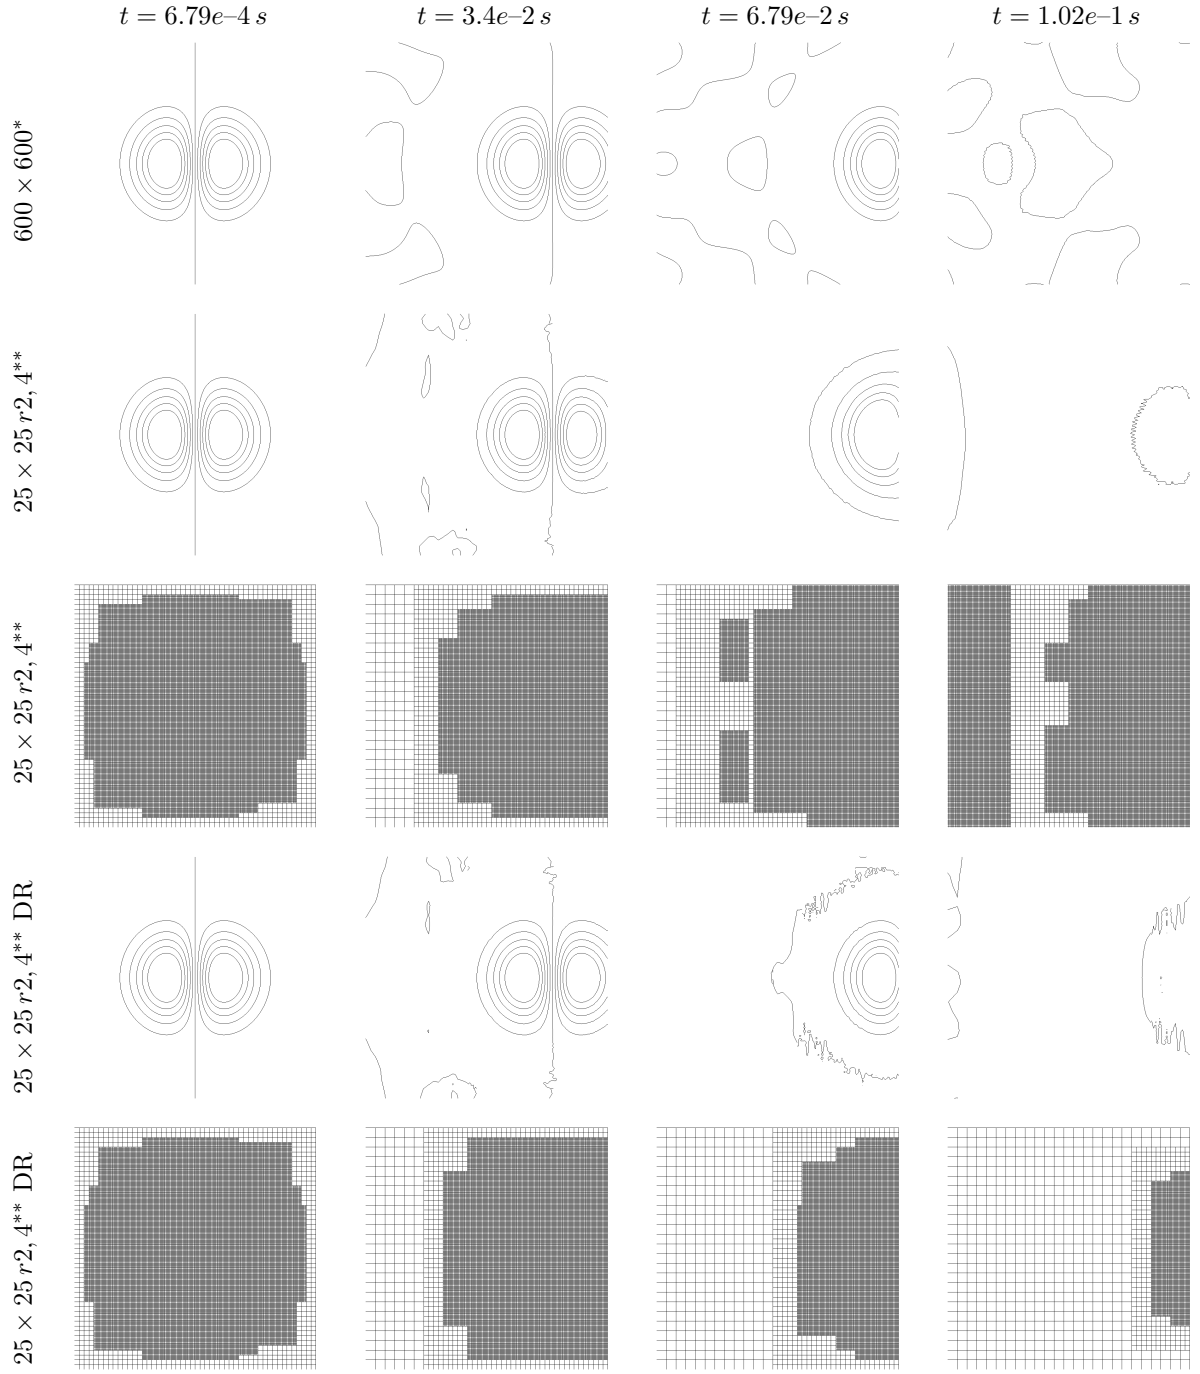 t = 6.79e–4 s
t = 3.4e–2 s
t = 6.79e–2 s
t = 1.02e–1 s
600 × 600*
25 × 25 r2, 4**
25 × 25 r2, 4**
25 × 25 r2, 4** DR
25 × 25 r2, 4** DR